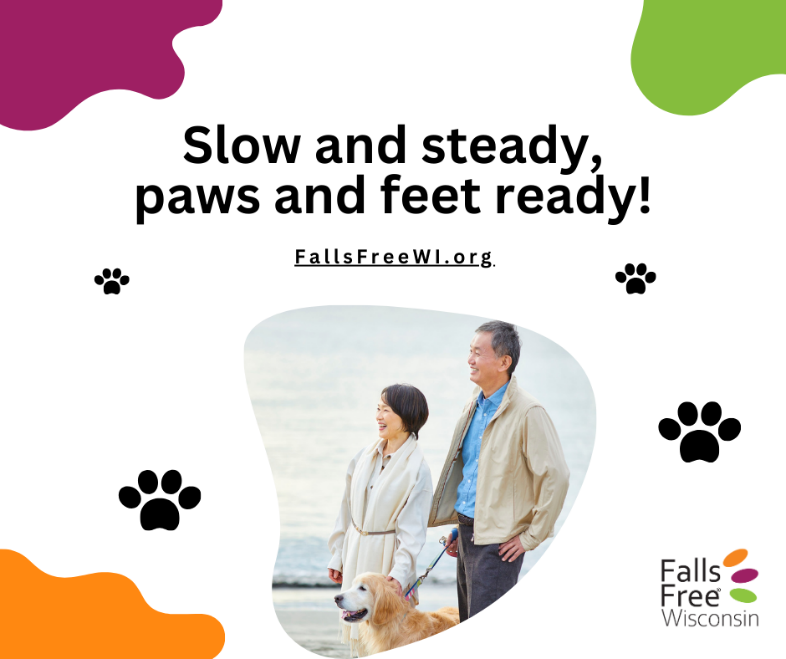 Slow and steady,
paws and feet ready!
FallsFreeWI.org
Falls
Free®
Wisconsin